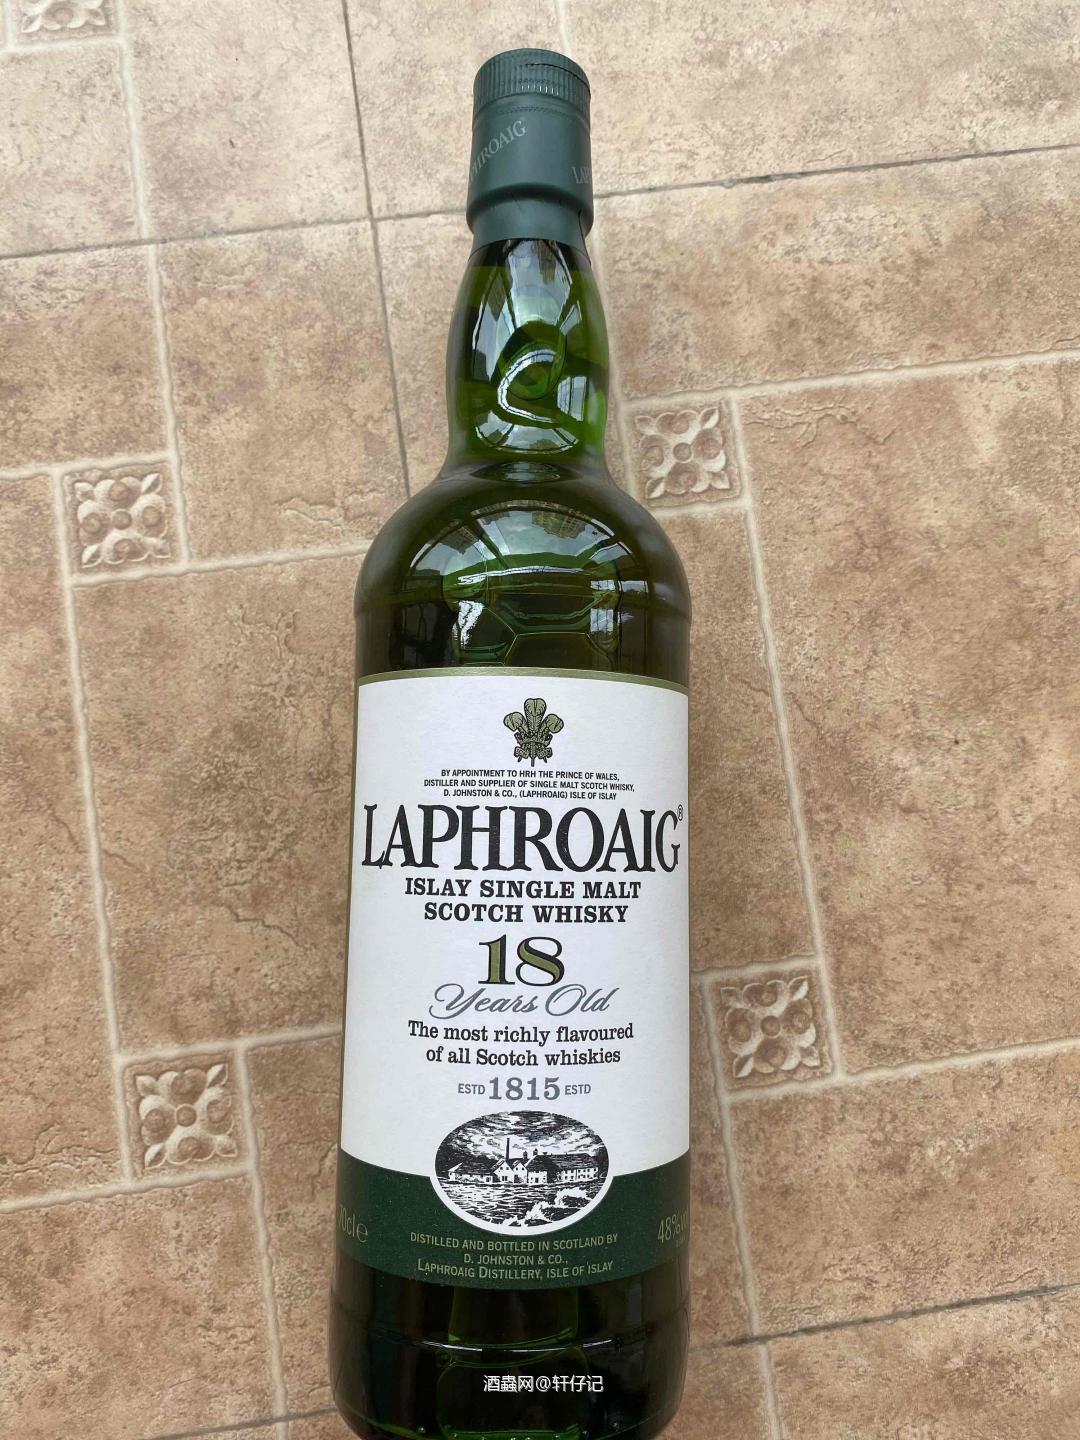 LAPHROAIG
BY APPOINTMENT TO HRH THE PRINCE OF WALES,
DISTILLER AND SUPPLIER OF SINGLE MALT SCOTCH WHISKY,
D. JOHNSTON & CO., (LAPHROAIG) ISLE OF ISLAY
LAPHROAIG®
ISLAY SINGLE MALT
SCOTCH WHISKY
18
Years Old
The most richly flavoured
of all Scotch whiskies
ESTD 1815 ESTD
70cl e
48%
DISTILLED AND BOTTLED IN SCOTLAND BY
D. JOHNSTON & CO.,
LAPHROAIG DISTILLERY, ISLE OF ISLAY
酒蟲网@轩仔记